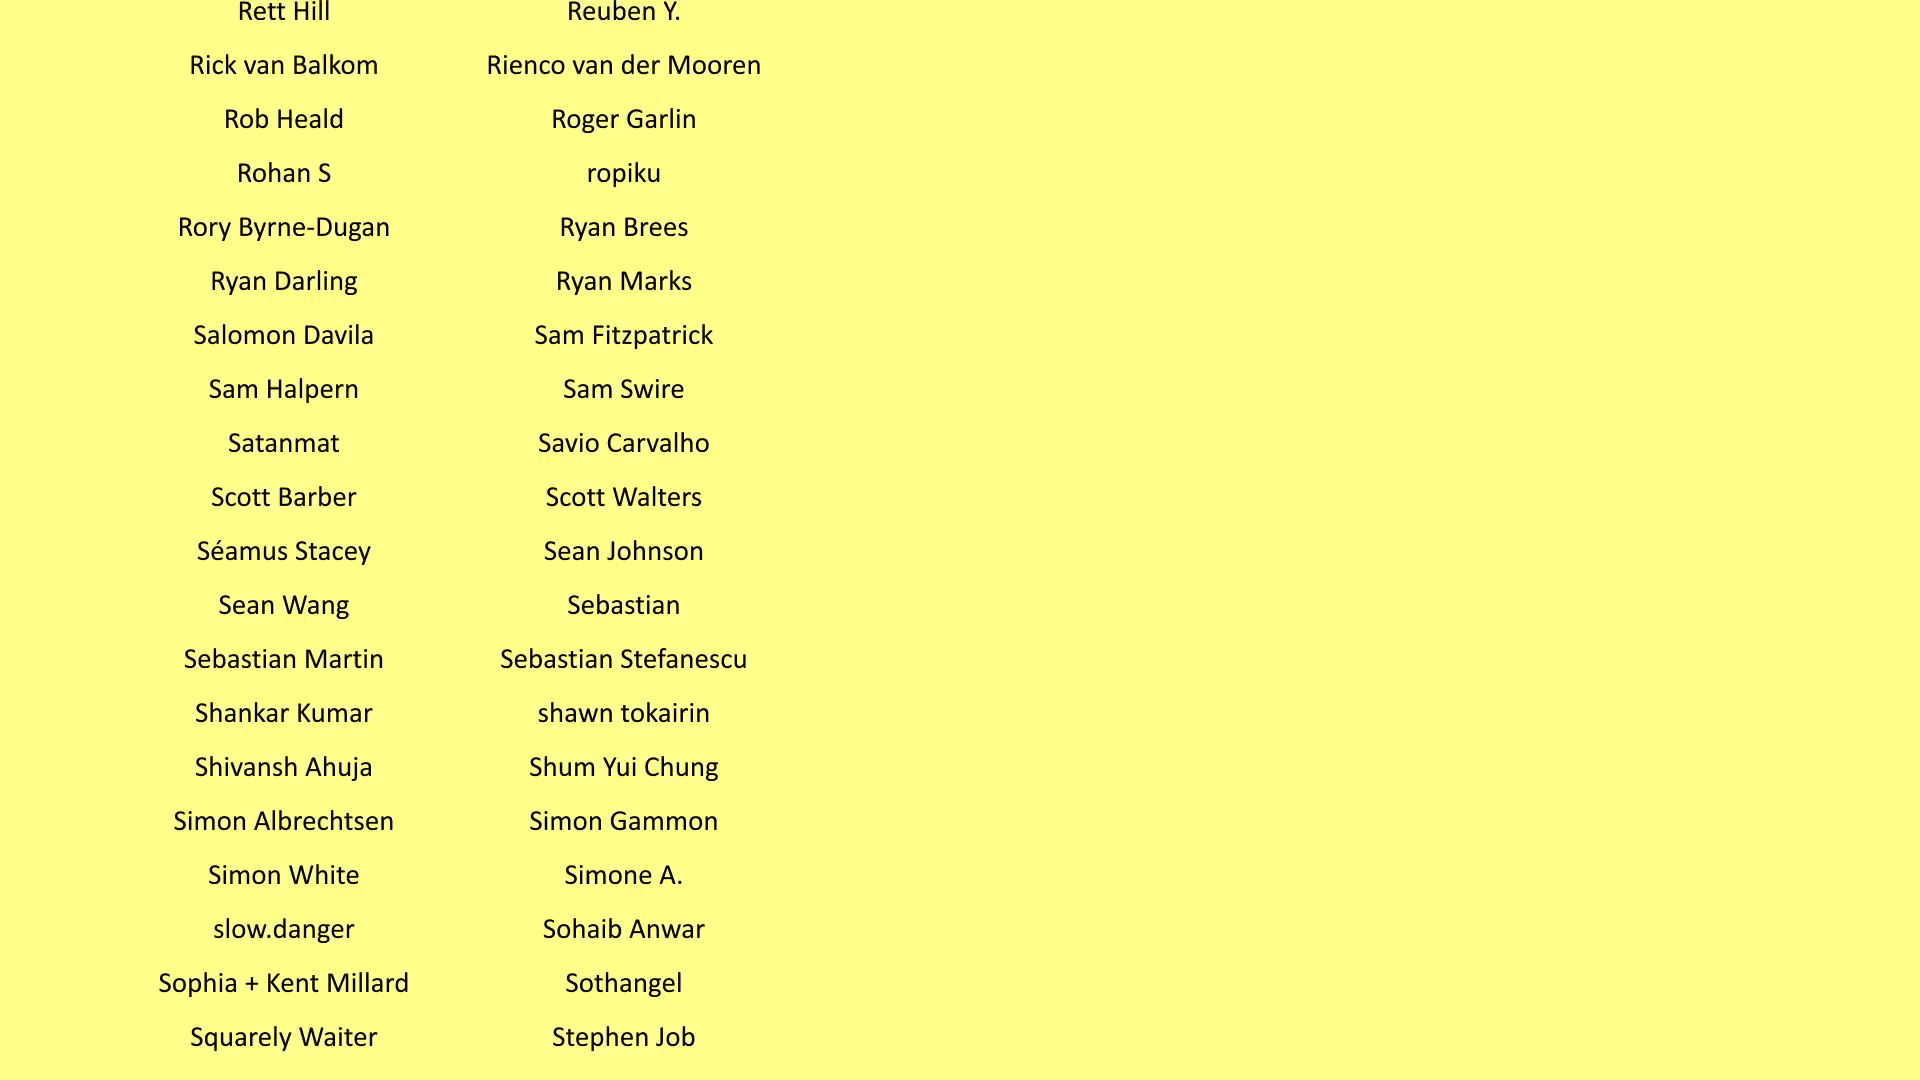 Rett Hill Reuben Y.
Rick van Balkom Rienco van der Mooren
Rob Heald Roger Garlin
Rohan S ropiku
Rory Byrne-Dugan Ryan Brees
Ryan Darling Ryan Marks
Salomon Davila Sam Fitzpatrick
Sam Halpern Sam Swire
Satanmat Savio Carvalho
Scott Barber Scott Walters
Séamus Stacey Sean Johnson
Sean Wang Sebastian
Sebastian Martin Sebastian Stefanescu
Shankar Kumar shawn tokairin
Shivansh Ahuja Shum Yui Chung
Simon Albrechtsen Simon Gammon
Simon White Simone A.
slow.danger Sohaib Anwar
Sophia + Kent Millard Sothangel
Squarely Waiter Stephen Job